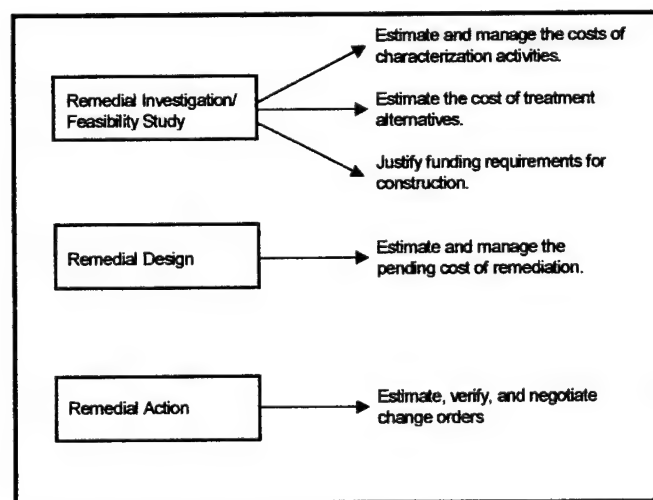 Remedial Investigation/
Feasibility Study
Estimate and manage the costs of
characterization activities.
Estimate the cost of treatment
alternatives.
Justify funding requirements for
construction.
Remedial Design
Estimate and manage the
pending cost of remediation.
Remedial Action
Estimate, verify, and negotiate
change orders